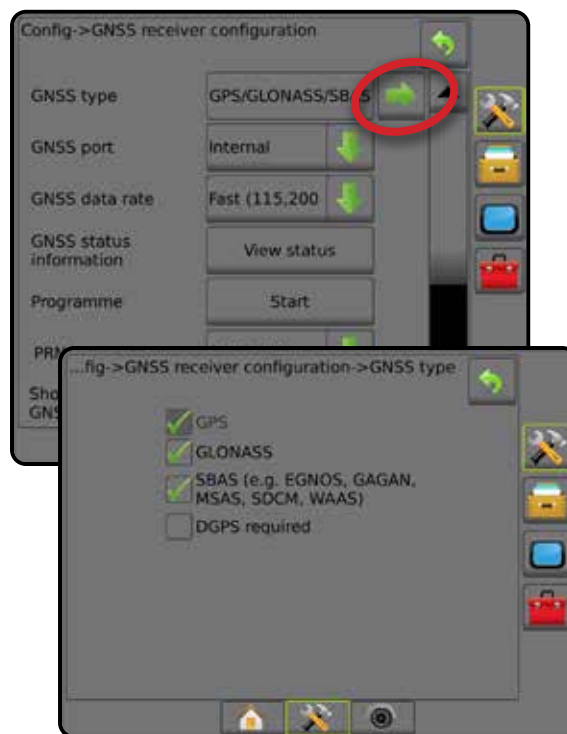 Config->GNSS receiver configuration
GNSS type
GPS/GLONASS/SBAS
GNSS port
Internal
GNSS data rate
Fast (115,200
GNSS status
information
View status
Programme
Start
PRN
Sho
GNS
...fig->GNSS receiver configuration->GNSS type
GPS
GLONASS
SBAS (e.g. EGNOS, GAGAN,
MSAS, SDCM, WAAS)
DGPS required